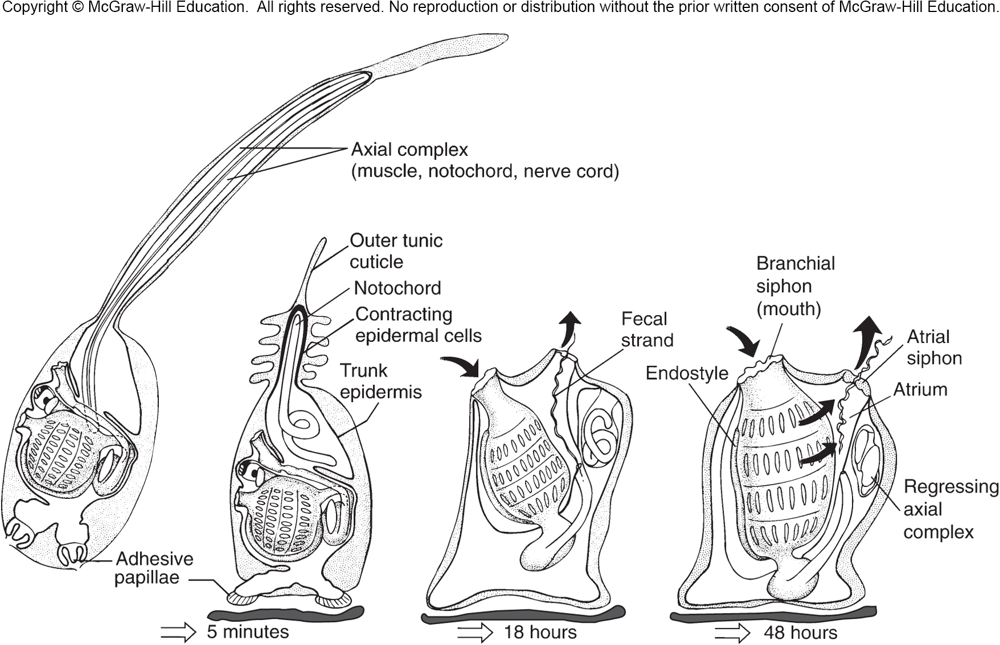 Copyright © McGraw-Hill Education.  All rights reserved. No reproduction or distribution without the prior written consent of McGraw-Hill Education.
Axial complex
(muscle, notochord, nerve cord)
Outer tunic
cuticle
Notochord
Contracting
epidermal cells
Trunk
epidermis
Adhesive
papillae
Fecal
strand
Branchial
siphon
(mouth)
Endostyle
Atrial
siphon
Atrium
Regressing
axial
complex
5 minutes
18 hours
48 hours